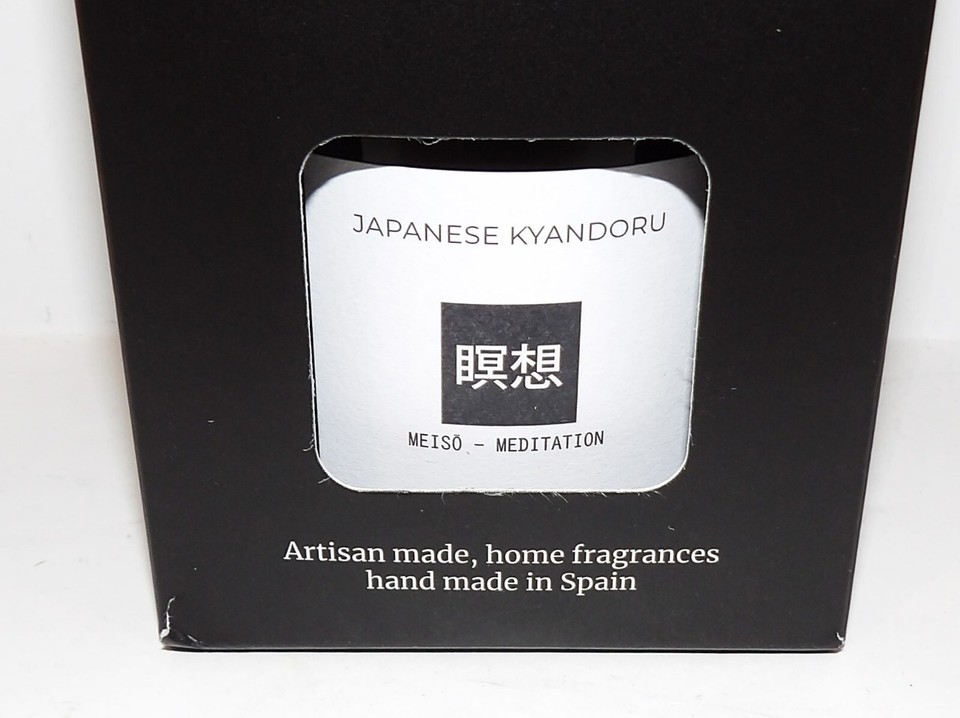 JAPANESE KYANDORU
瞑想
MEISŌ – MEDITATION
Artisan made, home fragrances
hand made in Spain